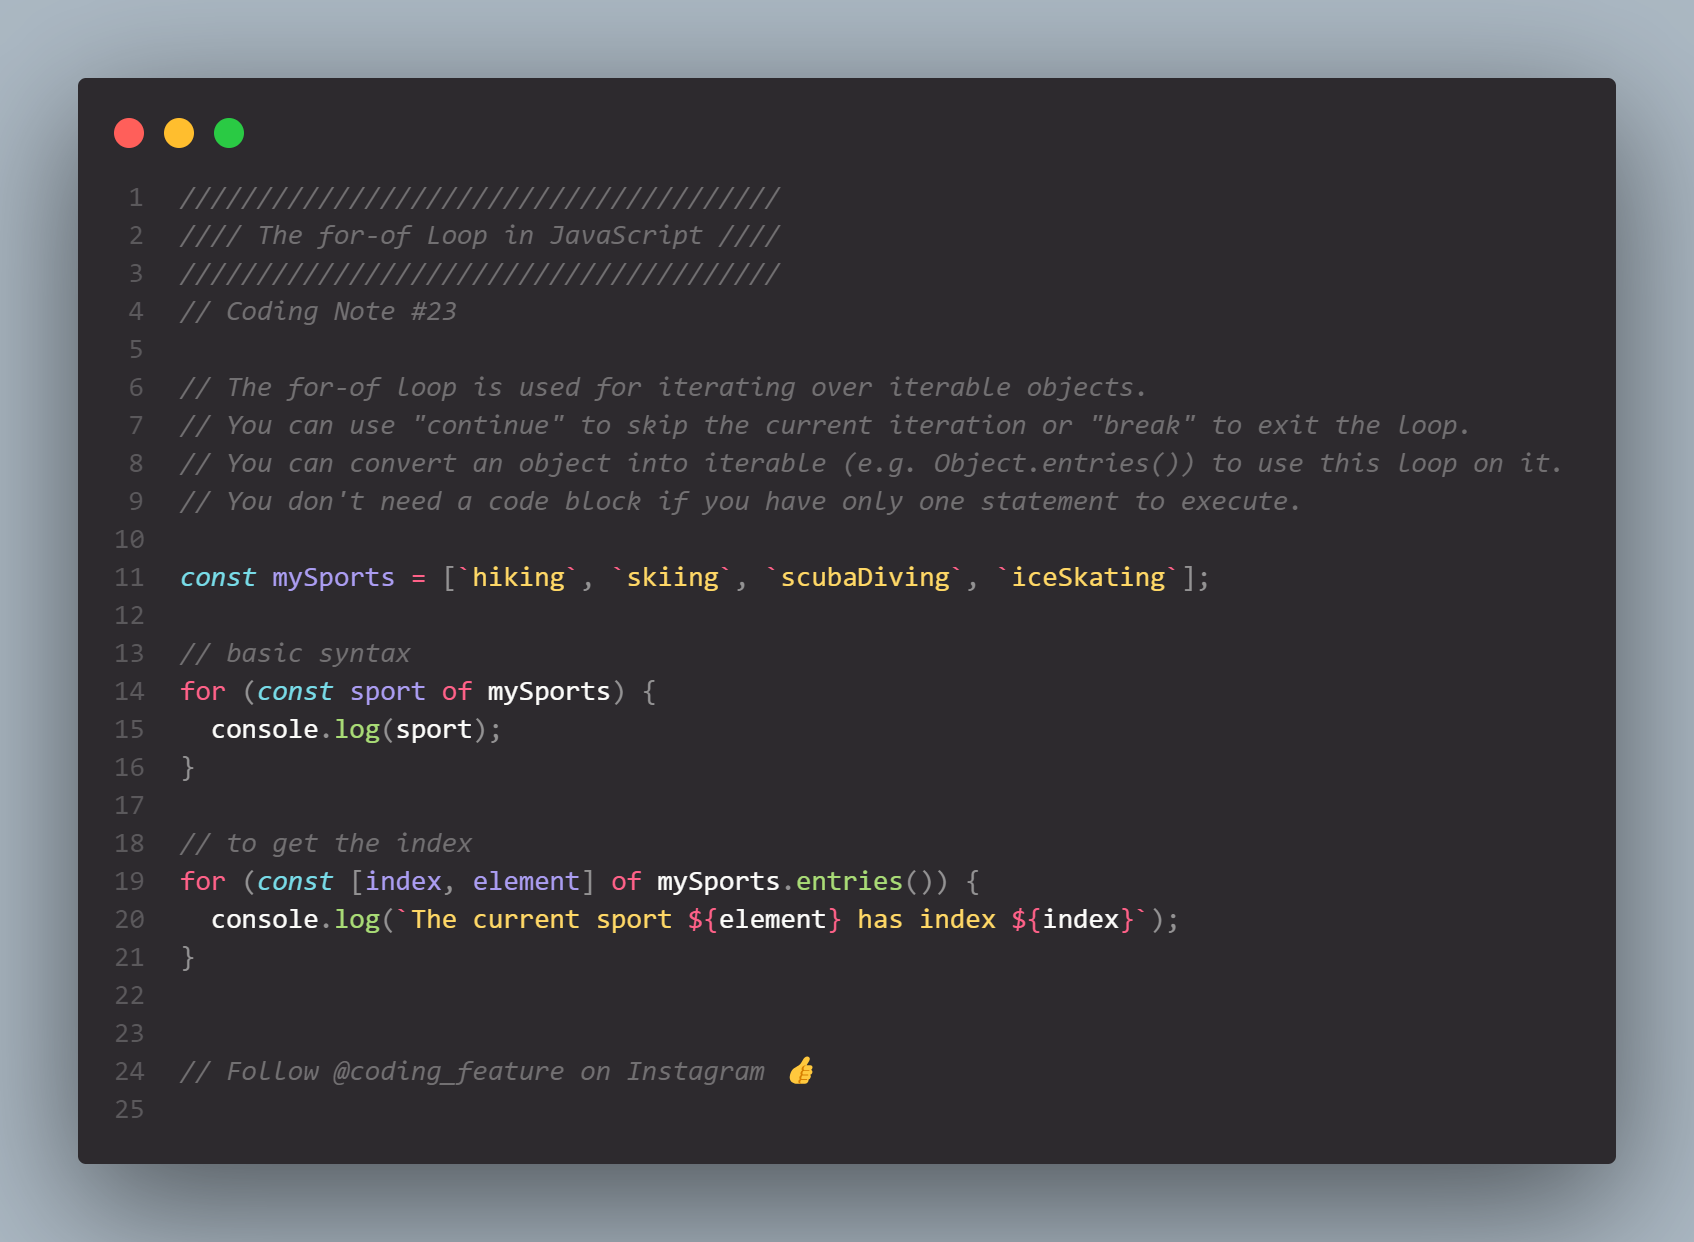 1 ///////////////////////////////////////
2 //// The for-of Loop in JavaScript ////
3 ///////////////////////////////////////
4 // Coding Note #23
5
6 // The for-of loop is used for iterating over iterable objects.
7 // You can use "continue" to skip the current iteration or "break" to exit the loop.
8 // You can convert an object into iterable (e.g. Object.entries()) to use this loop on it.
9 // You don't need a code block if you have only one statement to execute.
10
11 const mySports = [`hiking`, `skiing`, `scubaDiving`, `iceSkating`];
12
13 // basic syntax
14 for (const sport of mySports) {
15   console.log(sport);
16 }
17
18 // to get the index
19 for (const [index, element] of mySports.entries()) {
20   console.log(`The current sport ${element} has index ${index}`);
21 }
22
23
24 // Follow @coding_feature on Instagram 👍
25